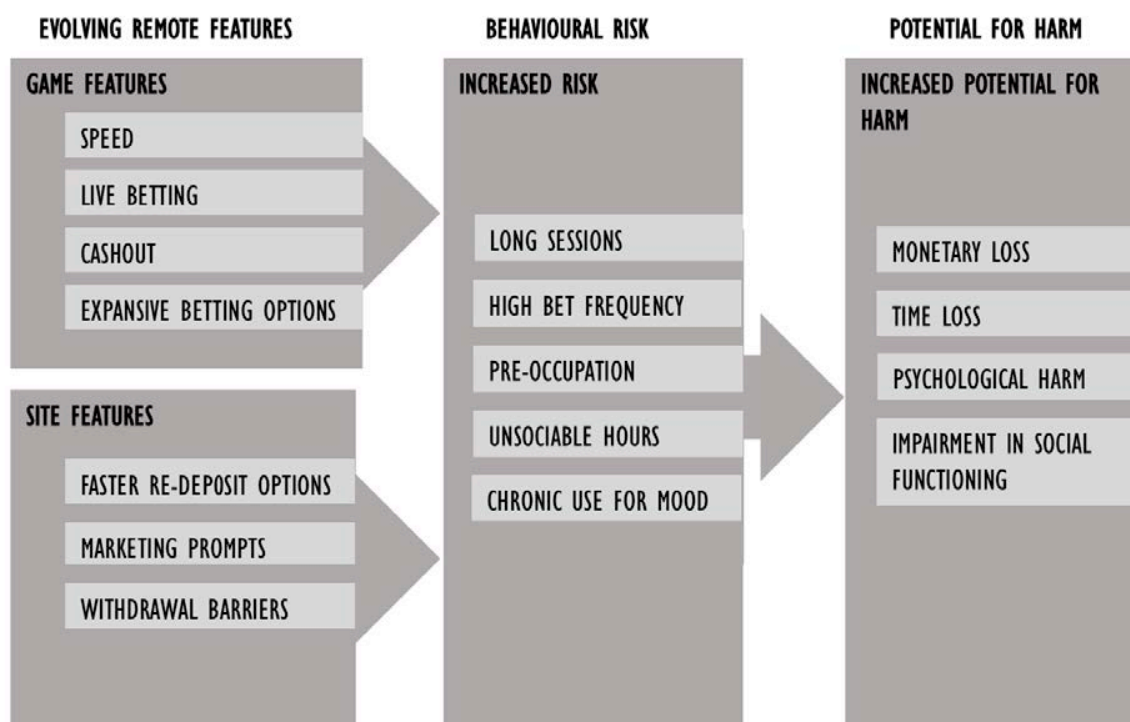 EVOLVING REMOTE FEATURES
GAME FEATURES
SPEED
LIVE BETTING
CASHOUT
EXPANSIVE BETTING OPTIONS
SITE FEATURES
FASTER RE-DEPOSIT OPTIONS
MARKETING PROMPTS
WITHDRAWAL BARRIERS
BEHAVIOURAL RISK
INCREASED RISK
LONG SESSIONS
HIGH BET FREQUENCY
PRE-OCCUPATION
UNSOCIABLE HOURS
CHRONIC USE FOR MOOD
POTENTIAL FOR HARM
INCREASED POTENTIAL FOR
HARM
MONETARY LOSS
TIME LOSS
PSYCHOLOGICAL HARM
IMPAIRMENT IN SOCIAL
FUNCTIONING